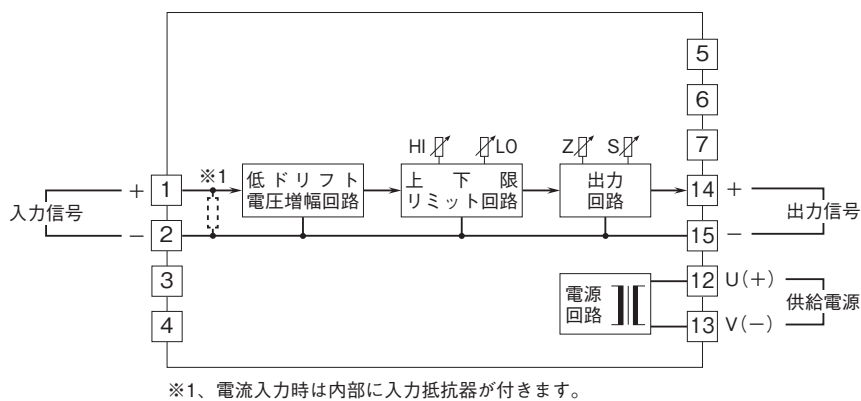 5
6
7
HI
LO
Z
S
※1
入力信号
+
1
低ドリフト
電圧増幅回路
上下限
リミット回路
出力
回路
14
+
出力信号
−
2
15
−
3
4
電源
回路
12
U(+)
供給電源
13
V(−)
※1、電流入力時は内部に入力抵抗器が付きます。